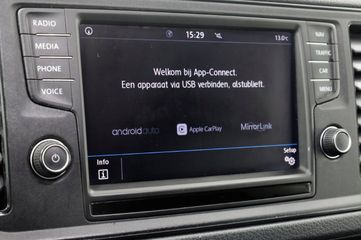 RADIO
MEDIA
PHONE
VOICE
15:29
13.0°c
NAV
TRAFFIC
CAR
MENU
Welkom bij App-Connect.
Een apparaat via USB verbinden, alstublieft.
androidauto
Apple CarPlay
MirrorLink
Info
Setup